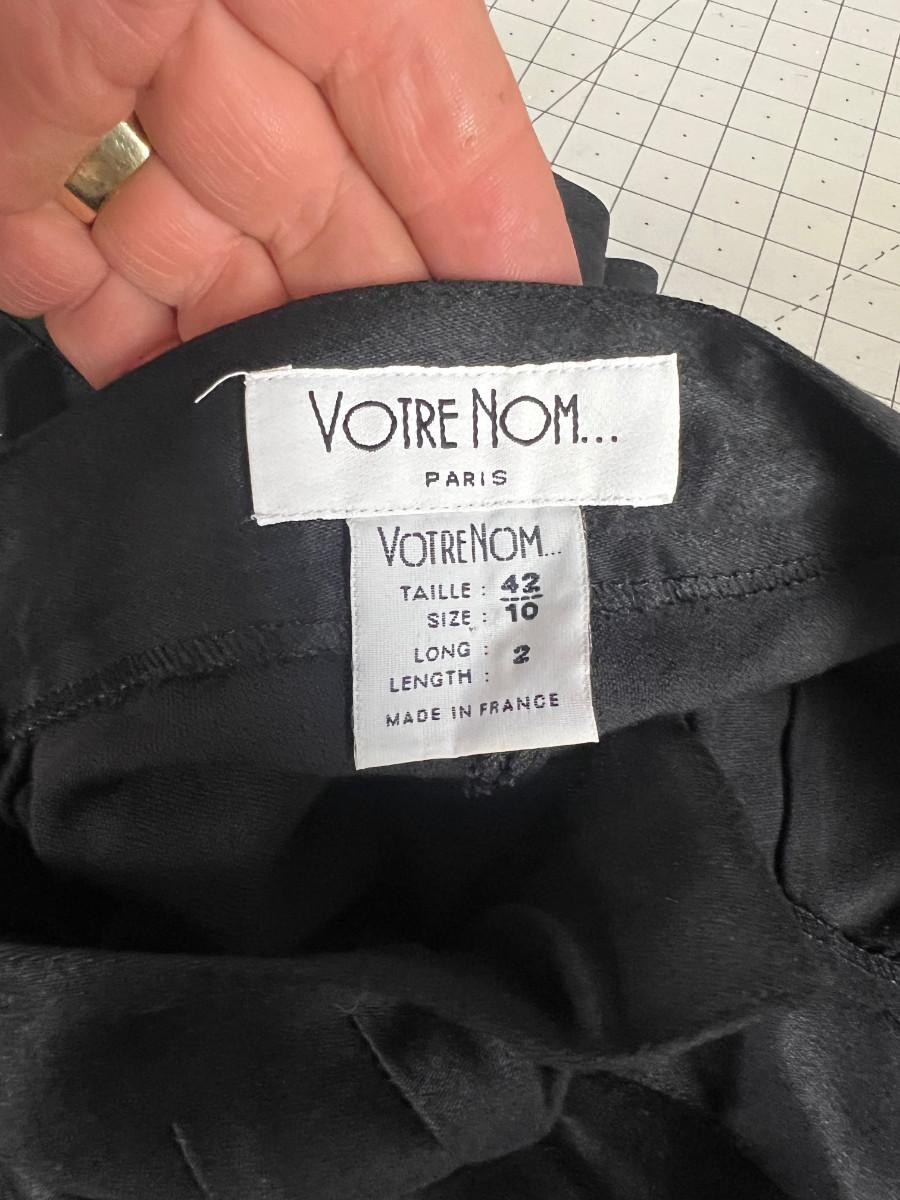 VOTRE NOM...
PARIS
VOTRENOM...
TAILLE : 42
SIZE : 10
LONG : 2
LENGTH :
MADE IN FRANCE